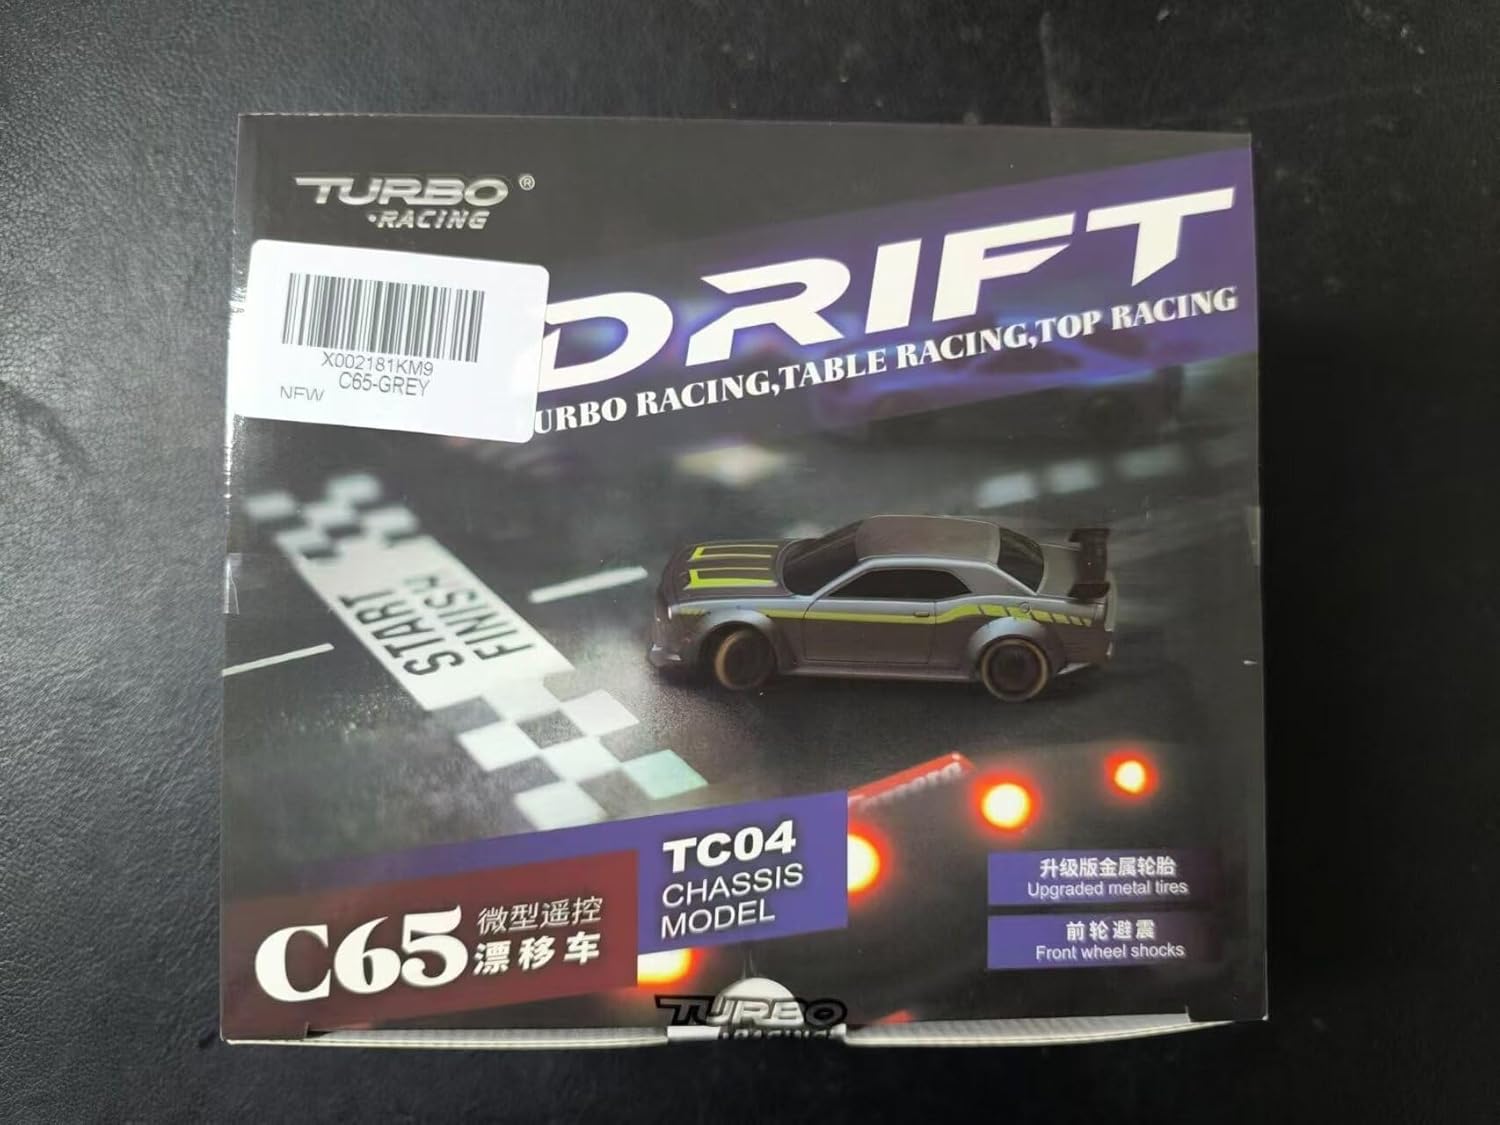 TURBO ®
RACING
DRIFT
URBO RACING,TABLE RACING,TOP RACING
X002181KM9
C65-GREY
NEW
START
FINISH
TC04
CHASSIS
MODEL
C65
微型遥控
漂移车
升级版金属轮胎
Upgraded metal tires
前轮避震
Front wheel shocks
TURBO
RACING